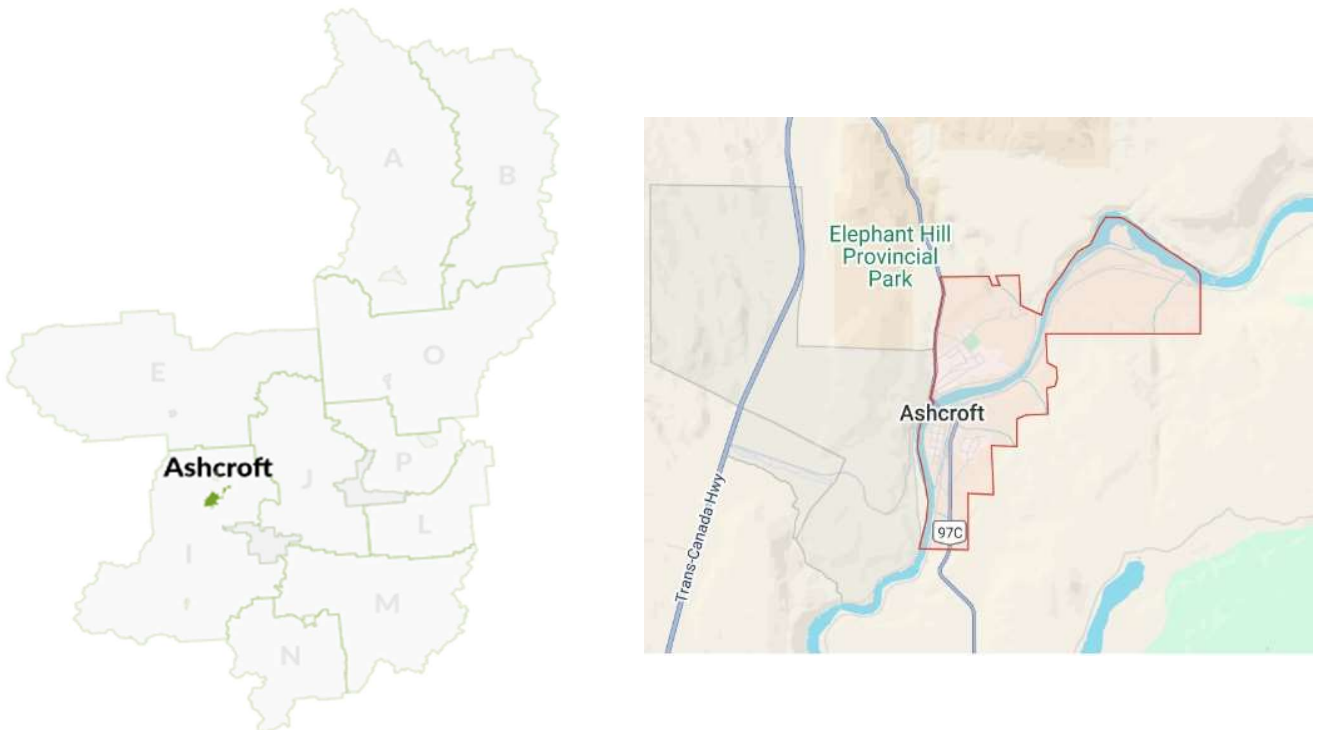 A
B
E
O
Ashcroft
J
P
L
I
M
N
Elephant Hill
Provincial
Park
Ashcroft
97C
Trans-Canada Hwy